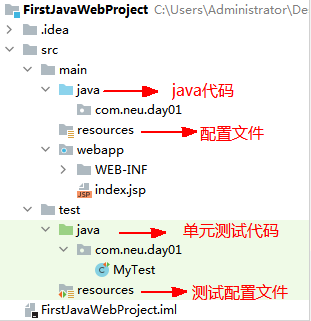 FirstJavaWebProject C:\Users\Administrator\De
.idea
src
main
java java代码
com.neu.day01
resources 配置文件
webapp
WEB-INF
JSP index.jsp
test
java 单元测试代码
com.neu.day01
C MyTest
resources 测试配置文件
FirstJavaWebProject.iml